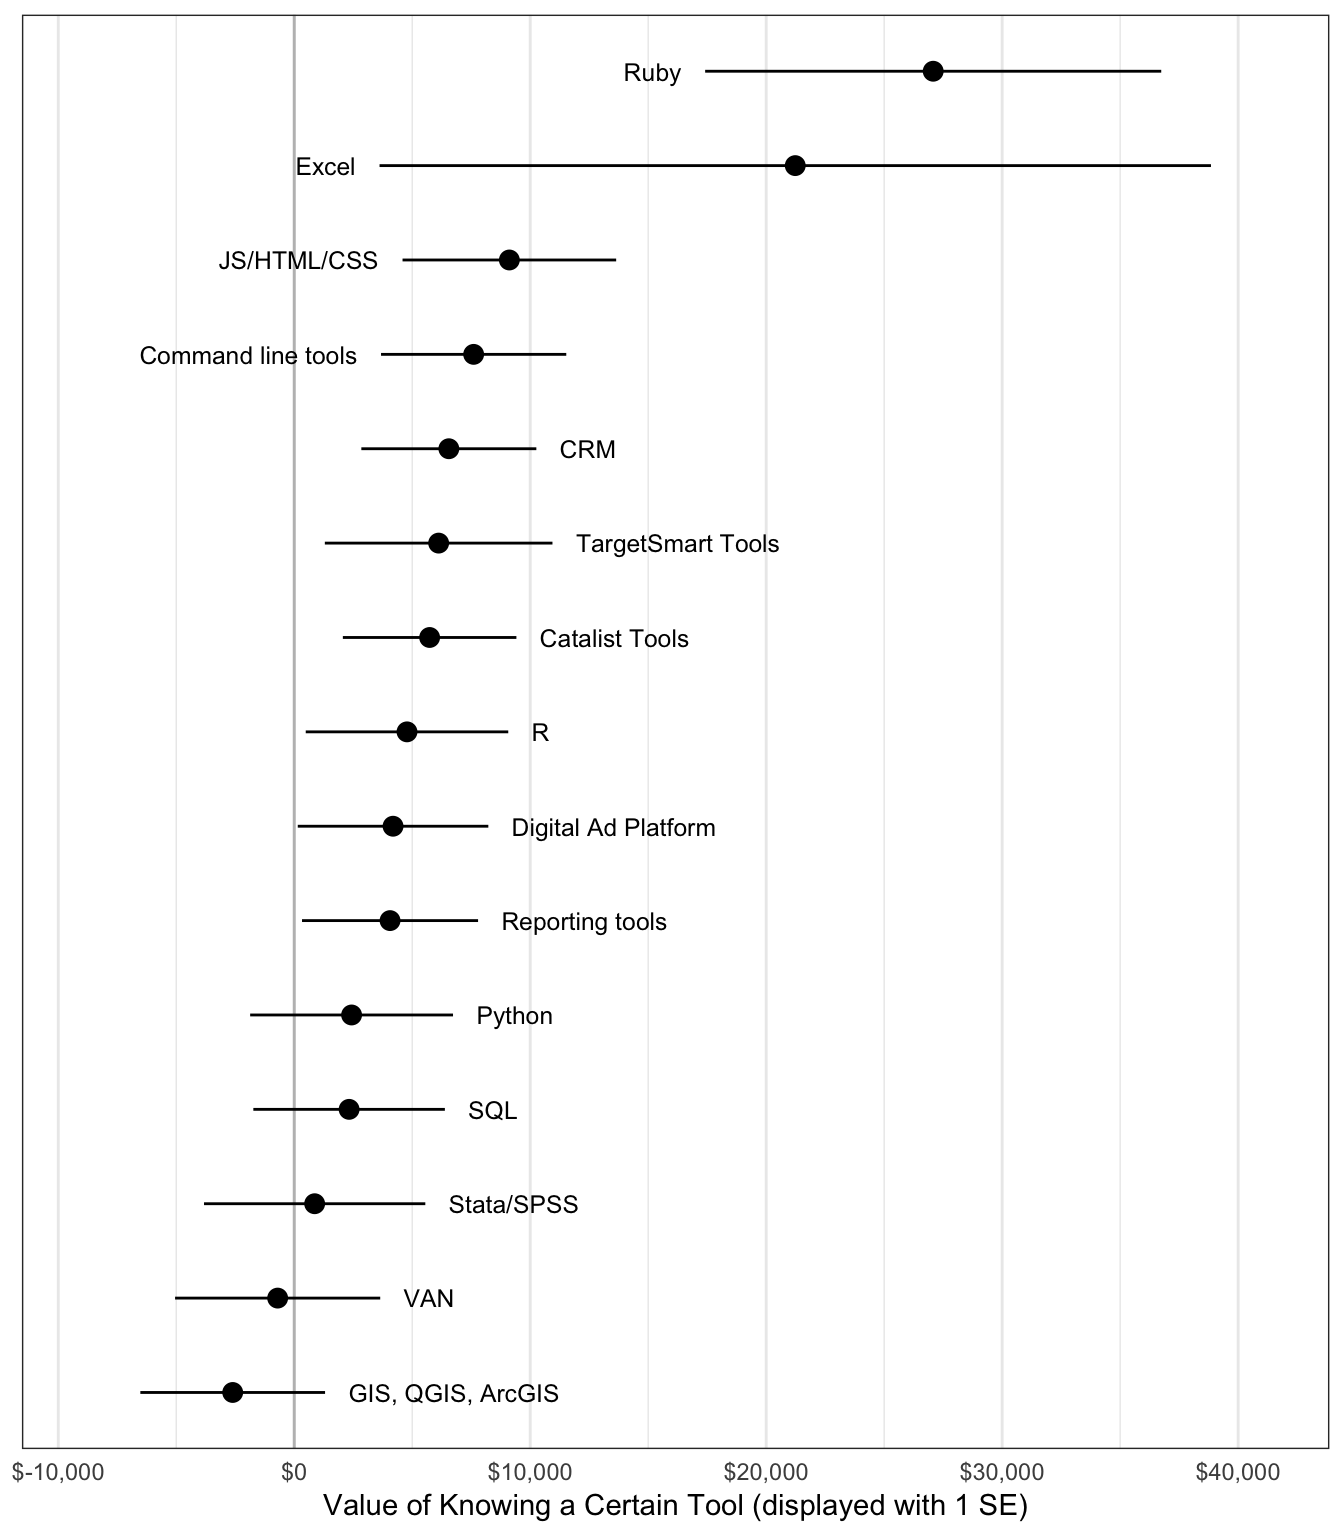 Ruby
Excel
JS/HTML/CSS
Command line tools
CRM
TargetSmart Tools
Catalist Tools
R
Digital Ad Platform
Reporting tools
Python
SQL
Stata/SPSS
VAN
GIS, QGIS, ArcGIS
$-10,000 $0 $10,000 $20,000 $30,000 $40,000
Value of Knowing a Certain Tool (displayed with 1 SE)